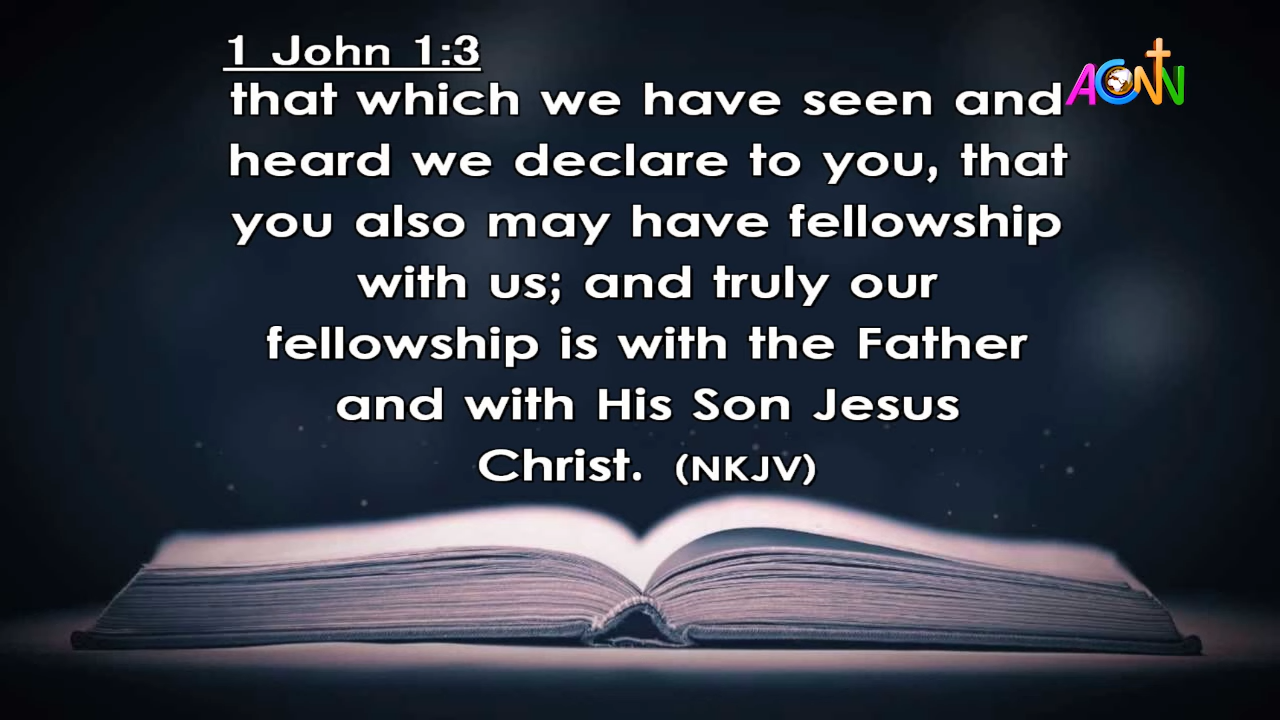 1 John 1:3
that which we have seen and
heard we declare to you, that
you also may have fellowship
with us; and truly our
fellowship is with the Father
and with His Son Jesus
Christ. (NKJV)
ACNN